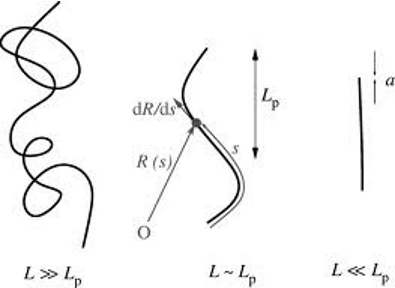 a
dR/ds
Lₚ
s
R (s)
O
L ≫ Lₚ
L ~ Lₚ
L ≪ Lₚ